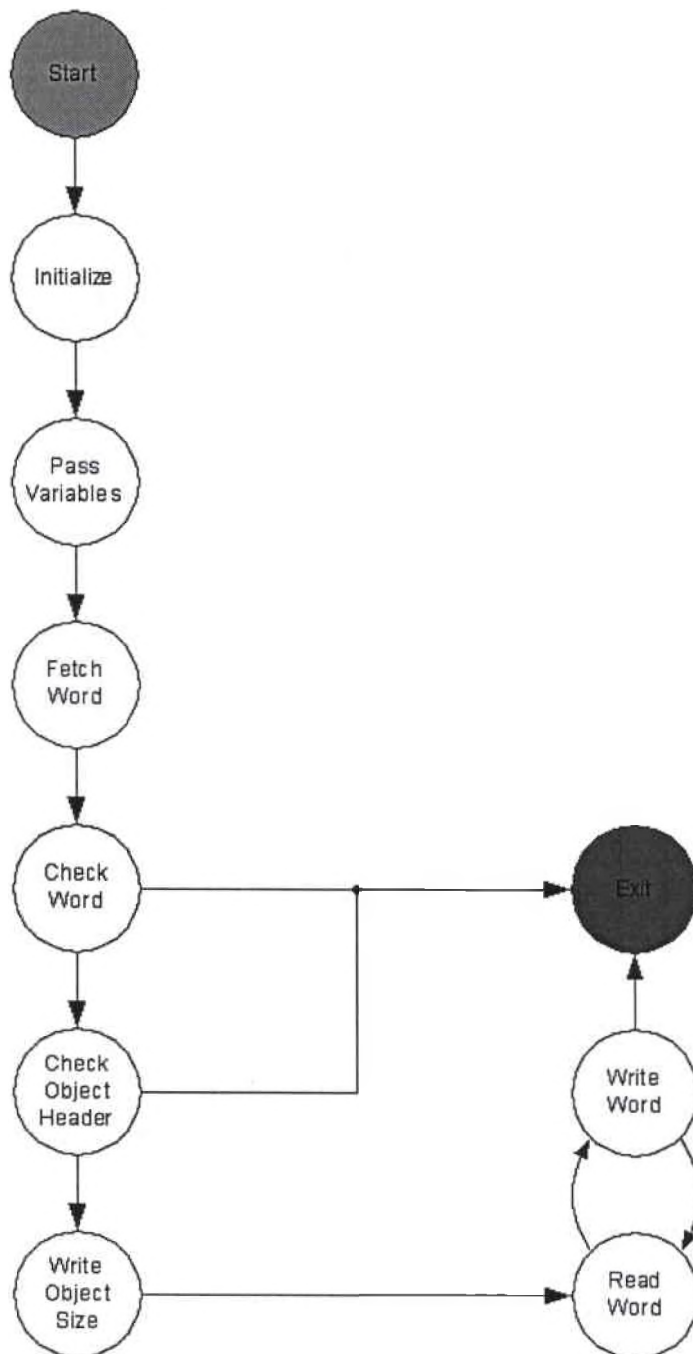 Start
Initialize
Pass
Variables
Fetch
Word
Check
Word
Exit
Check
Object
Header
Write
Word
Write
Object
Size
Read
Word